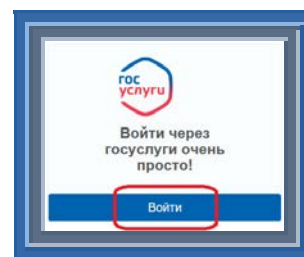 гос
услуги
Войти через
госуслуги очень
просто!
Войти